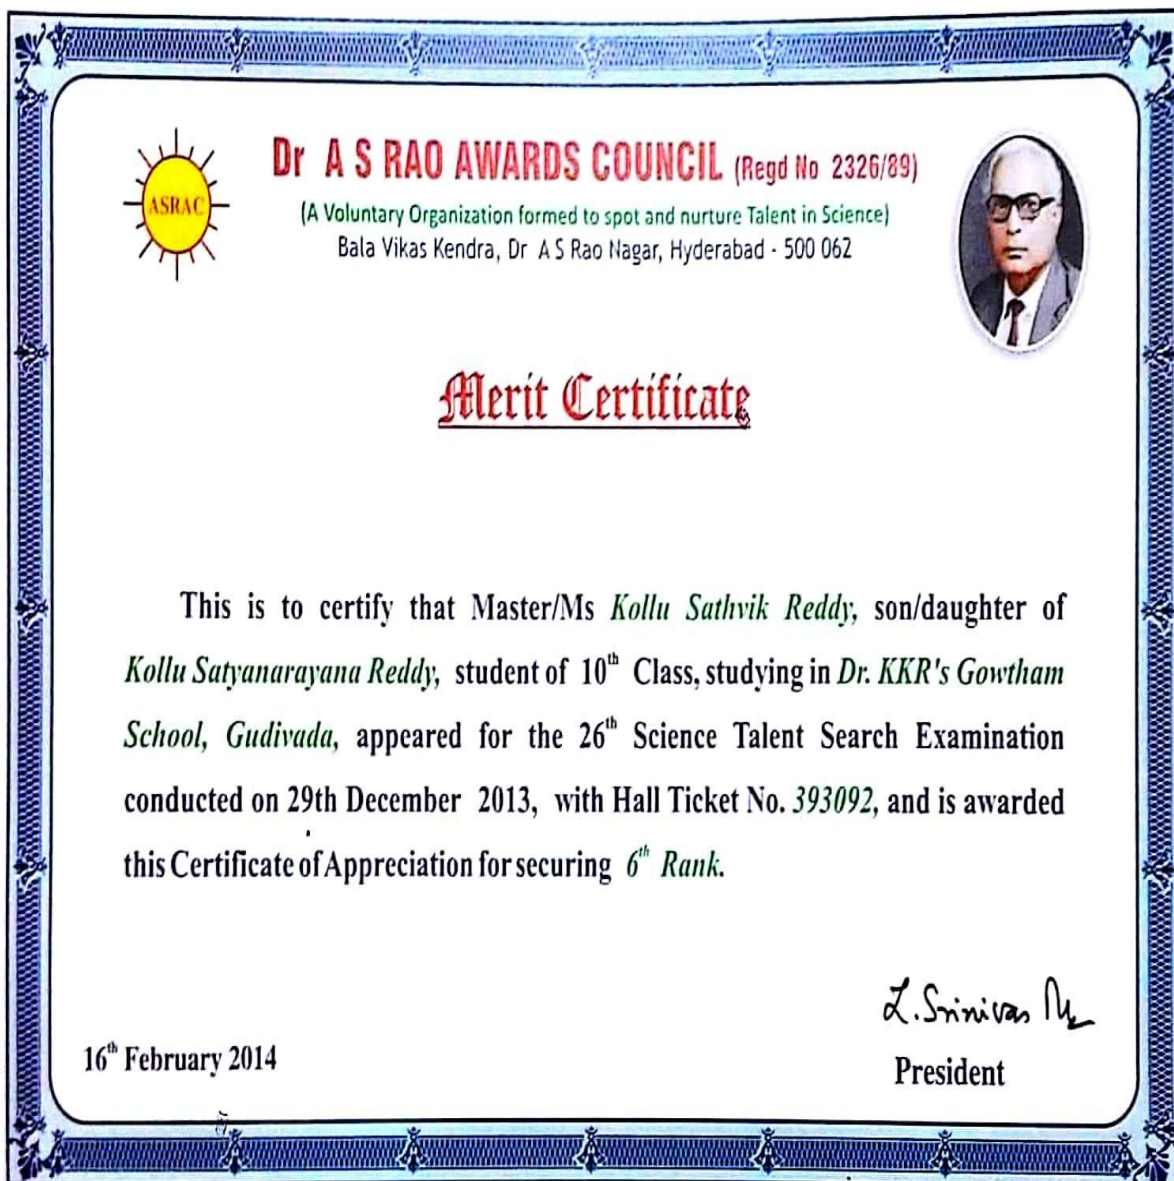 ASRAC
Dr A S RAO AWARDS COUNCIL (Regd No 2326/89)
(A Voluntary Organization formed to spot and nurture Talent in Science)
Bala Vikas Kendra, Dr A S Rao Nagar, Hyderabad - 500 062
Merit Certificate
This is to certify that Master/Ms Kollu Sathvik Reddy, son/daughter of
Kollu Satyanarayana Reddy, student of 10th Class, studying in Dr. KKR's Gowtham
School, Gudivada, appeared for the 26th Science Talent Search Examination
conducted on 29th December 2013, with Hall Ticket No. 393092, and is awarded
this Certificate of Appreciation for securing 6th Rank.
L. Srinivas
16th February 2014
President